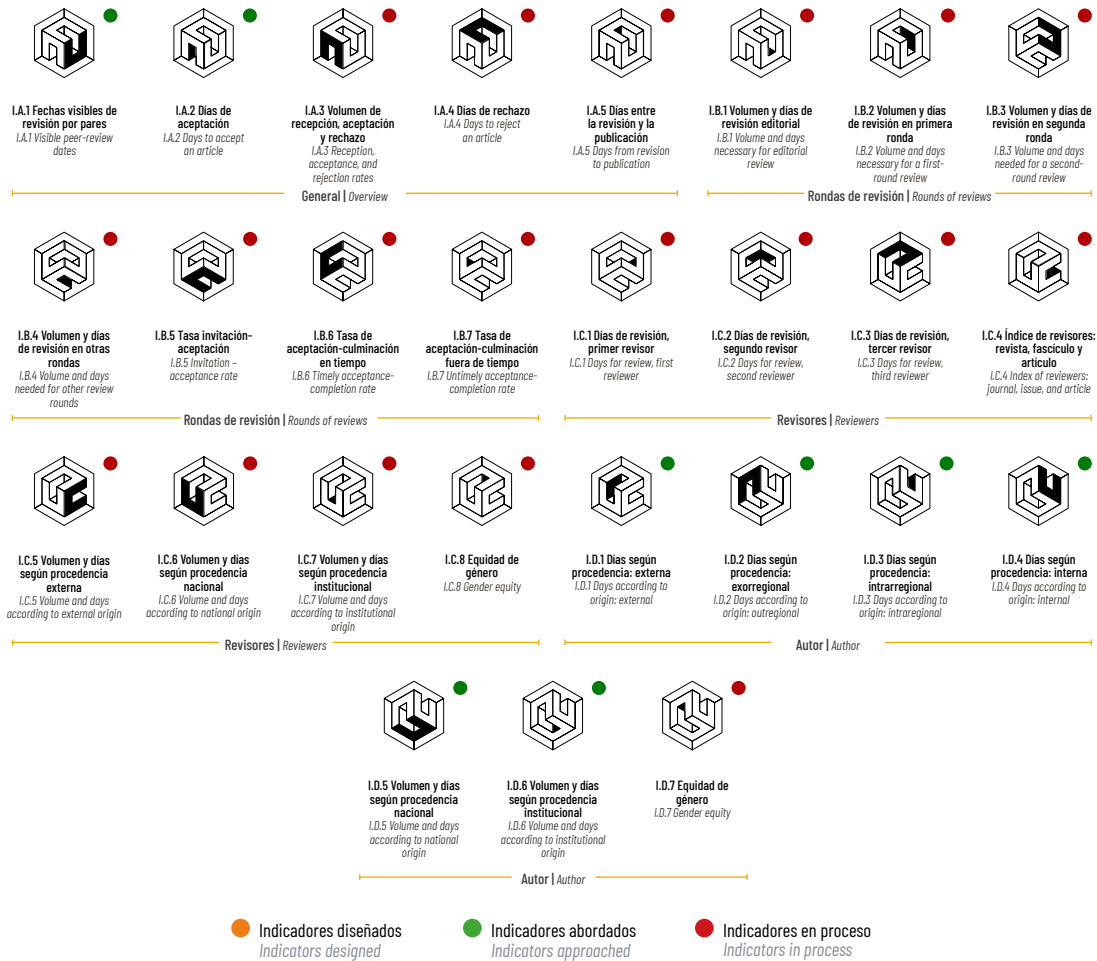 I.A.1 Fechas visibles de
revisión por pares
I.A.1 Visible peer-review
dates
I.A.2 Días de
aceptación
I.A.2 Days to accept
an article
I.A.3 Volumen de
recepción, aceptación
y rechazo
I.A.3 Reception,
acceptance, and
rejection rates
I.A.4 Días de rechazo
I.A.4 Days to reject
an article
I.A.5 Días entre
la revisión y la
publicación
I.A.5 Days from revision
to publication
General | Overview
I.B.1 Volumen y días de
revisión editorial
I.B.1 Volume and days
necessary for editorial
review
I.B.2 Volumen y días
de revisión en primera
ronda
I.B.2 Volume and days
necessary for a first-
round review
I.B.3 Volumen y días de
revisión en segunda
ronda
I.B.3 Volume and days
needed for a second-
round review
Rondas de revisión | Rounds of reviews
I.B.4 Volumen y días
de revisión en otras
rondas
I.B.4 Volume and days
needed for other review
rounds
I.B.5 Tasa invitación-
aceptación
I.B.5 Invitation –
acceptance rate
I.B.6 Tasa de
aceptación-culminación
en tiempo
I.B.6 Timely acceptance-
completion rate
I.B.7 Tasa de
aceptación-culminación
fuera de tiempo
I.B.7 Untimely acceptance-
completion rate
Rondas de revisión | Rounds of reviews
I.C.1 Días de revisión,
primer revisor
I.C.1 Days for review, first
reviewer
I.C.2 Días de revisión,
segundo revisor
I.C.2 Days for review,
second reviewer
I.C.3 Días de revisión,
tercer revisor
I.C.3 Days for review,
third reviewer
I.C.4 Índice de revisores:
revista, fascículo y
artículo
I.C.4 Index of reviewers:
journal, issue, and article
Revisores | Reviewers
I.C.5 Volumen y días
según procedencia
externa
I.C.5 Volume and days
according to external origin
I.C.6 Volumen y días
según procedencia
nacional
I.C.6 Volume and days
according to national origin
I.C.7 Volumen y días
según procedencia
institucional
I.C.7 Volume and days
according to institutional
origin
I.C.8 Equidad de
género
I.C.8 Gender equity
Revisores | Reviewers
I.D.1 Días según
procedencia: externa
I.D.1 Days according to
origin: external
I.D.2 Días según
procedencia:
exorregional
I.D.2 Days according to
origin: outregional
I.D.3 Días según
procedencia:
intrarregional
I.D.3 Days according to
origin: intraregional
I.D.4 Días según
procedencia: interna
I.D.4 Days according to
origin: internal
Autor | Author
I.D.5 Volumen y días
según procedencia
nacional
I.D.5 Volume and days
according to national
origin
I.D.6 Volumen y días
según procedencia
institucional
I.D.6 Volume and days
according to institutional
origin
I.D.7 Equidad de
género
I.D.7 Gender equity
Autor | Author
Indicadores diseñados
Indicators designed
Indicadores abordados
Indicators approached
Indicadores en proceso
Indicators in process